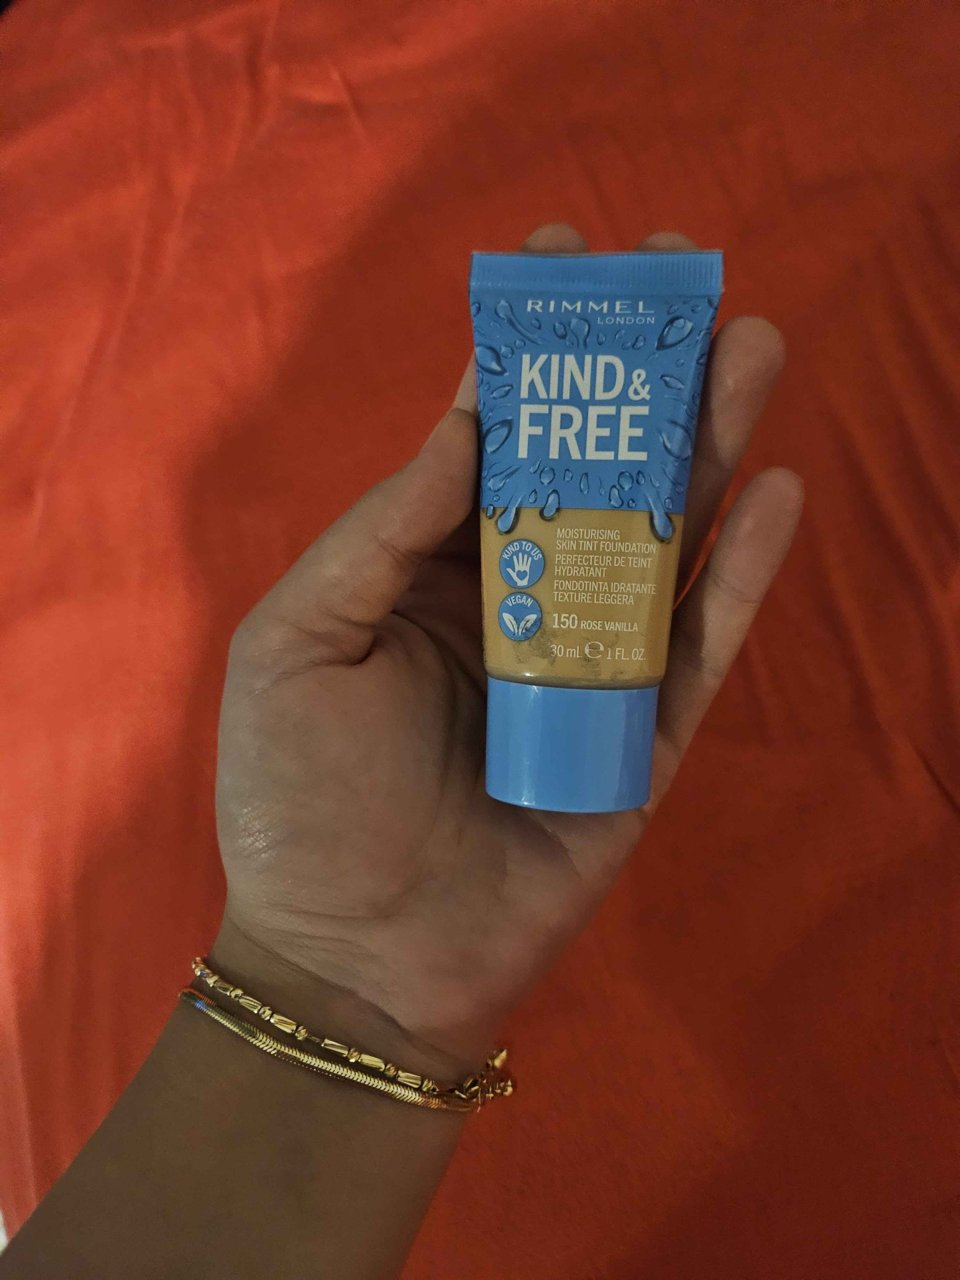 RIMMEL
LONDON
KIND &
FREE
MOISTURISING
SKIN TINT FOUNDATION
PERFECTEUR DE TEINT
HYDRATANT
FONDOTINTA IDRATANTE
TEXTURE LEGGERA
KIND TO US
VEGAN
150 ROSE VANILLA
30 mL ℮ 1 FL. OZ.